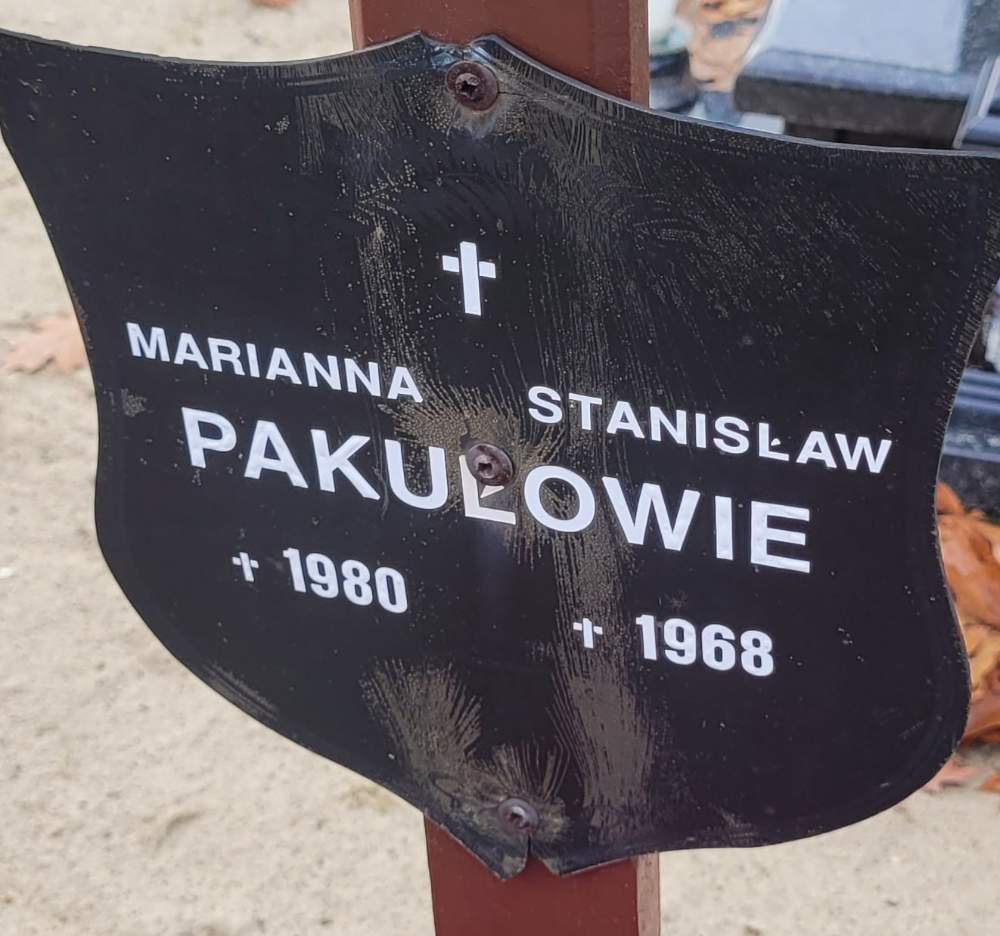 ✝
MARIANNA STANISŁAW
PAKUŁOWIE
✝ 1980 ✝ 1968